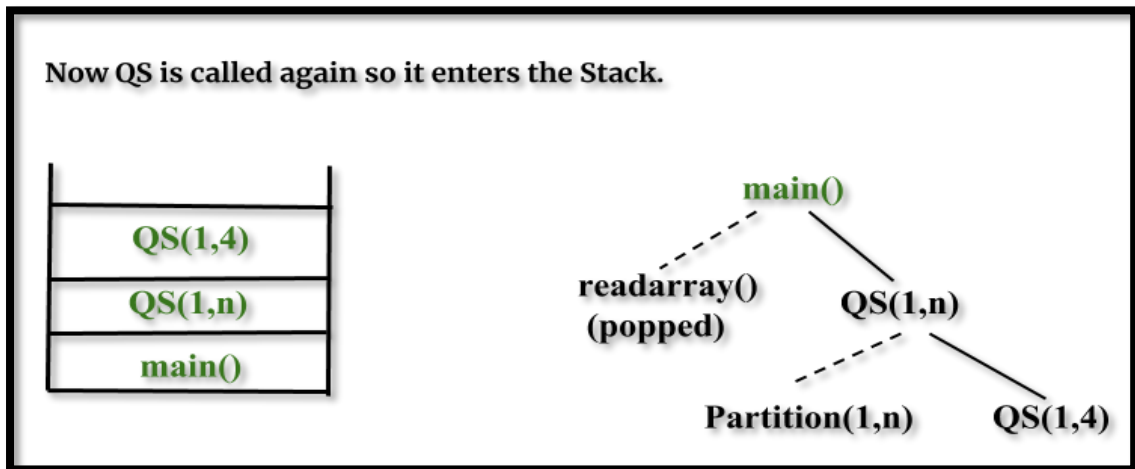 Now QS is called again so it enters the Stack.
QS(1,4)
QS(1,n)
main()
main()
readarray()
(popped)
QS(1,n)
Partition(1,n)
QS(1,4)